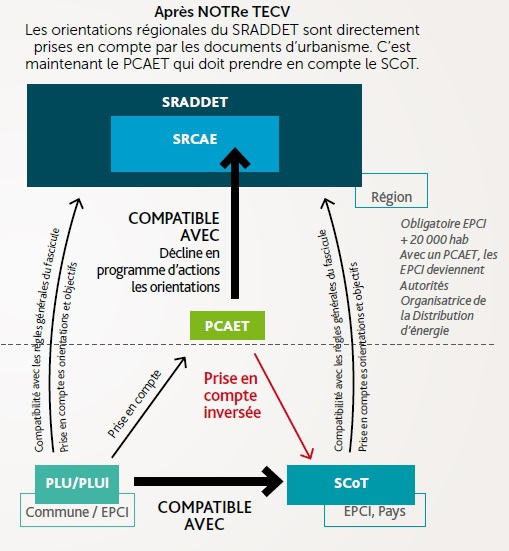 Après NOTRe TECV
Les orientations régionales du SRADDET sont directement
prises en compte par les documents d'urbanisme. C'est
maintenant le PCAET qui doit prendre en compte le SCoT.
SRADDET
SRCAE
Région
COMPATIBLE
AVEC
Décline en
programme d'actions
les orientations
Obligatoire EPCI
+ 20 000 hab
Avec un PCAET, les
EPCI deviennent
Autorités
Organisatrice de
la Distribution
d'énergie
Compatibilité avec les règles générales du fascicule
Prise en compte es orientations et objectifs
Compatibilité avec les règles générales du fascicule
Prise en compte es orientations et objectifs
PCAET
Prise en compte
Prise en
compte
inversée
PLU/PLUI
Commune / EPCI
COMPATIBLE
AVEC
SCoT
EPCI, Pays